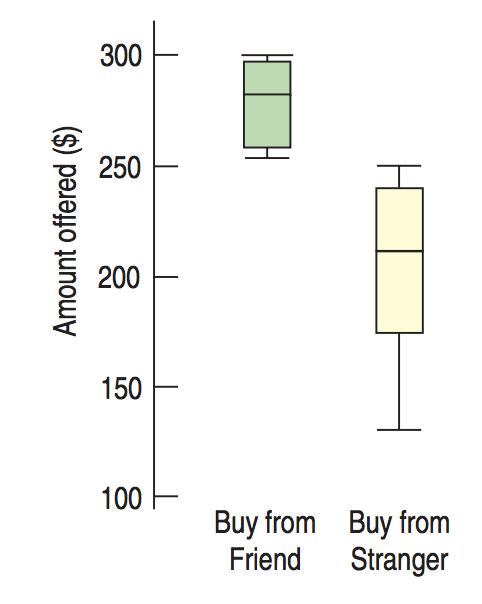 300
250
200
150
100
Amount offered ($)
Buy from
Friend
Buy from
Stranger